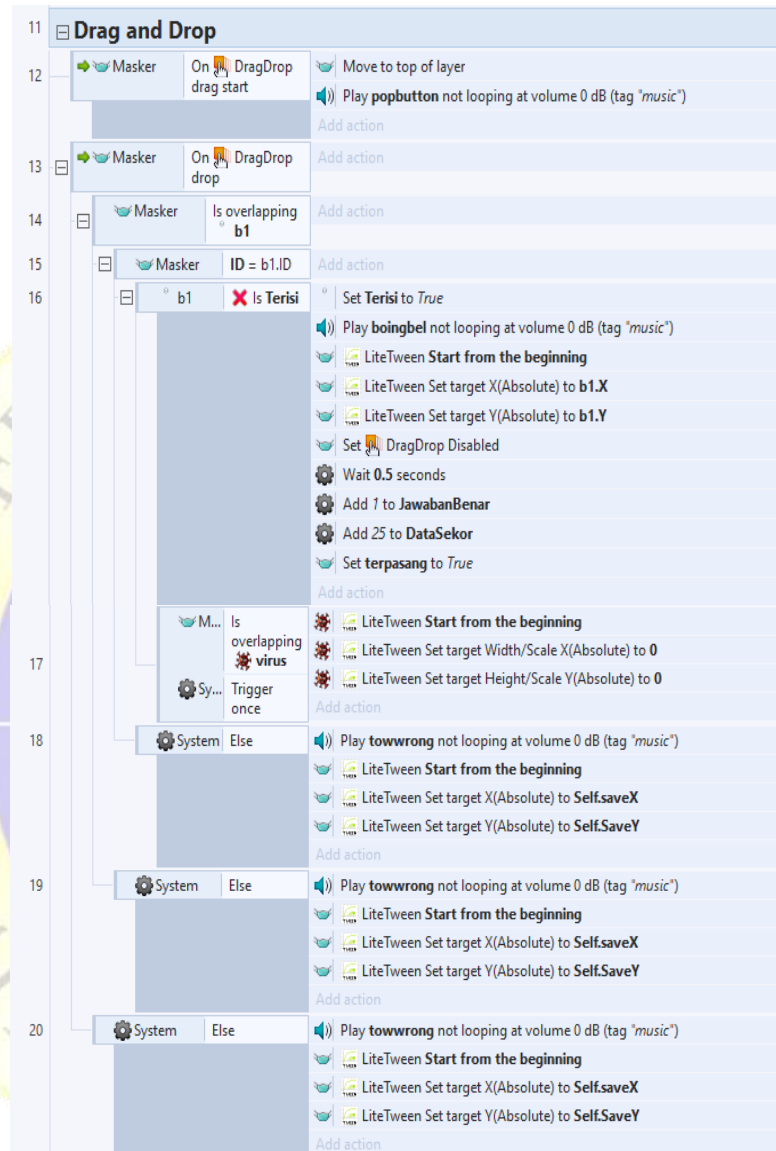 11 Drag and Drop
12 Masker On DragDrop drag start Move to top of layer
Play popbutton not looping at volume 0 dB (tag "music")
Add action
13 Masker On DragDrop drop Add action
14 Masker Is overlapping b1 Add action
15 Masker ID = b1.ID Add action
16 b1 Is Terisi Set Terisi to True
Play boingbel not looping at volume 0 dB (tag "music")
LiteTween Start from the beginning
LiteTween Set target X(Absolute) to b1.X
LiteTween Set target Y(Absolute) to b1.Y
Set DragDrop Disabled
Wait 0.5 seconds
Add 1 to JawabanBenar
Add 25 to DataSekor
Set terpasang to True
Add action
17 M... Is overlapping virus LiteTween Start from the beginning
LiteTween Set target Width/Scale X(Absolute) to 0
LiteTween Set target Height/Scale Y(Absolute) to 0
Sy... Trigger once Add action
18 System Else Play towwrong not looping at volume 0 dB (tag "music")
LiteTween Start from the beginning
LiteTween Set target X(Absolute) to Self.saveX
LiteTween Set target Y(Absolute) to Self.SaveY
Add action
19 System Else Play towwrong not looping at volume 0 dB (tag "music")
LiteTween Start from the beginning
LiteTween Set target X(Absolute) to Self.saveX
LiteTween Set target Y(Absolute) to Self.SaveY
Add action
20 System Else Play towwrong not looping at volume 0 dB (tag "music")
LiteTween Start from the beginning
LiteTween Set target X(Absolute) to Self.saveX
LiteTween Set target Y(Absolute) to Self.SaveY
Add action